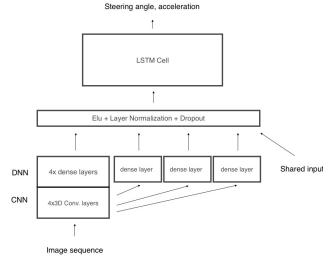 Steering angle, acceleration
LSTM Cell
Elu + Layer Normalization + Dropout
DNN
4x dense layers
dense layer
dense layer
dense layer
Shared input
CNN
4x3D Conv. layers
Image sequence